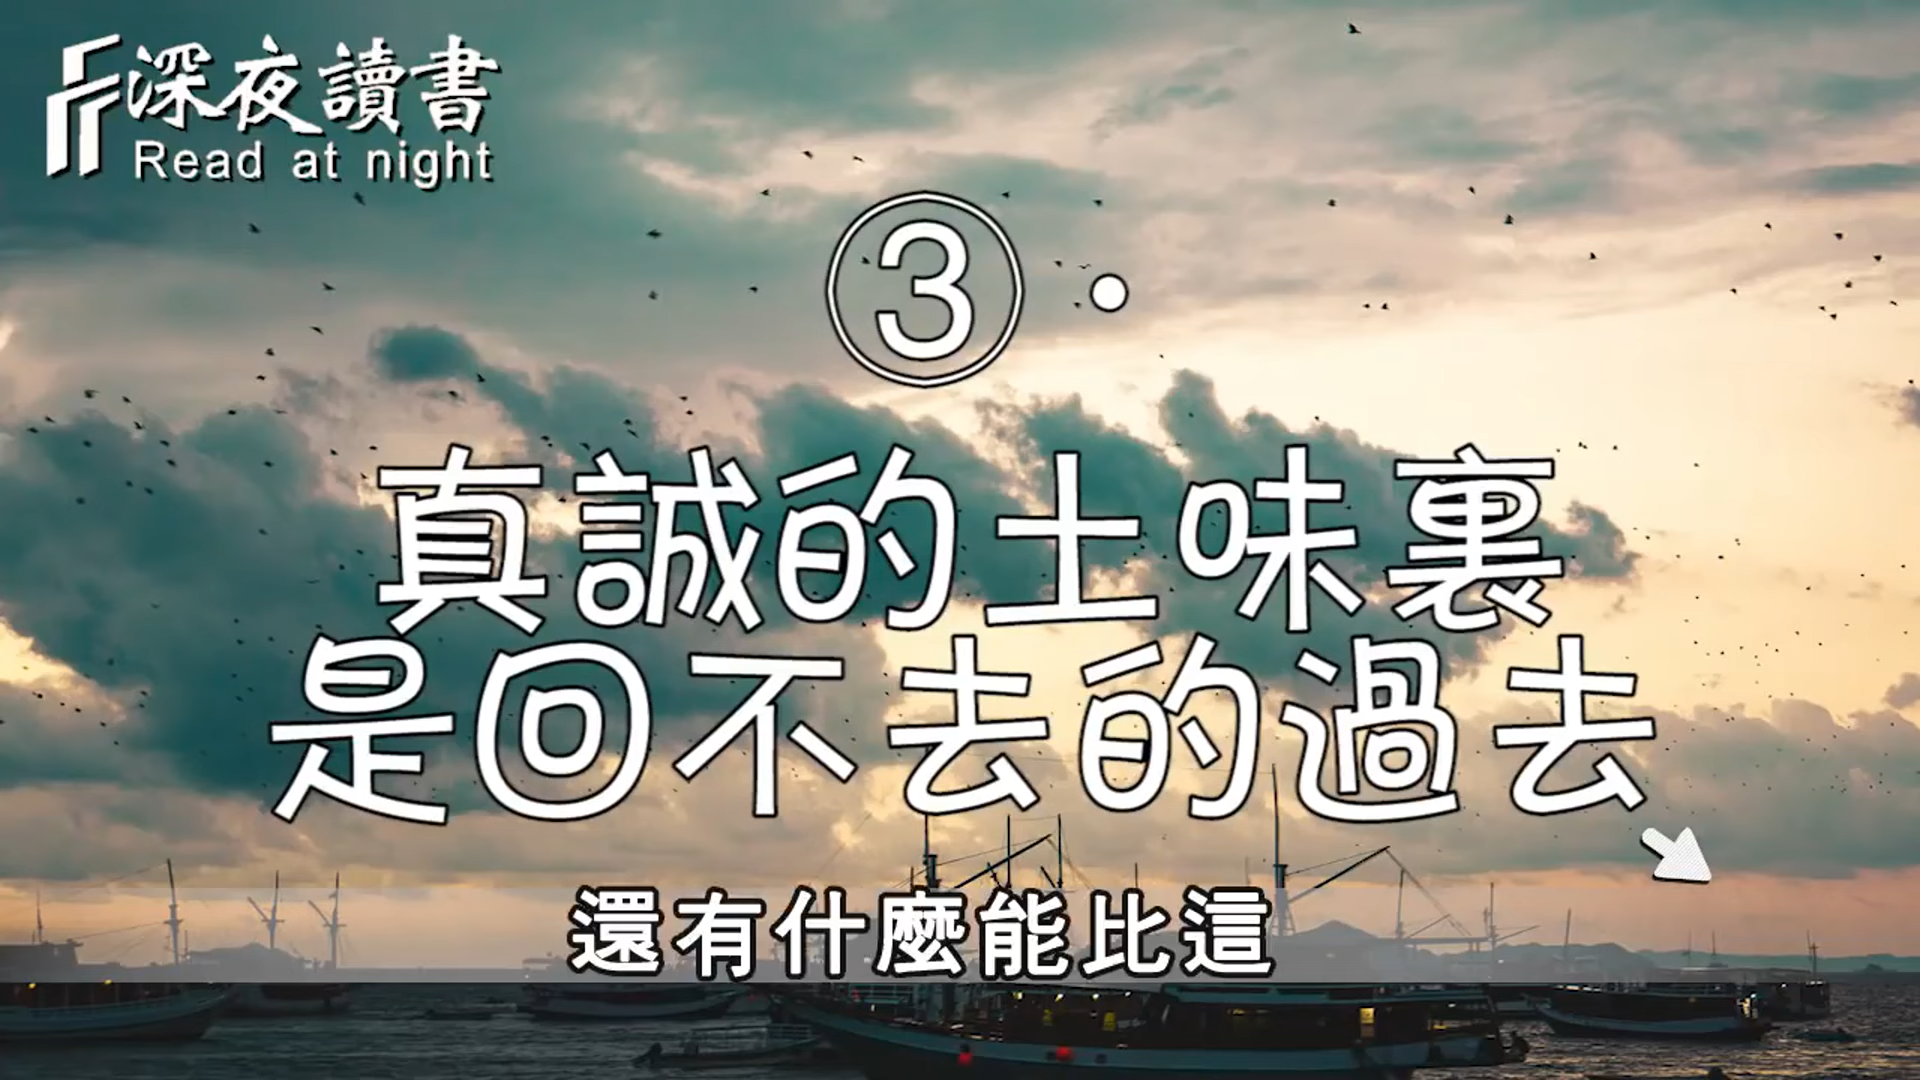 深夜讀書
Read at night
③·
真誠的土味裏
是回不去的過去
還有什麼能比這